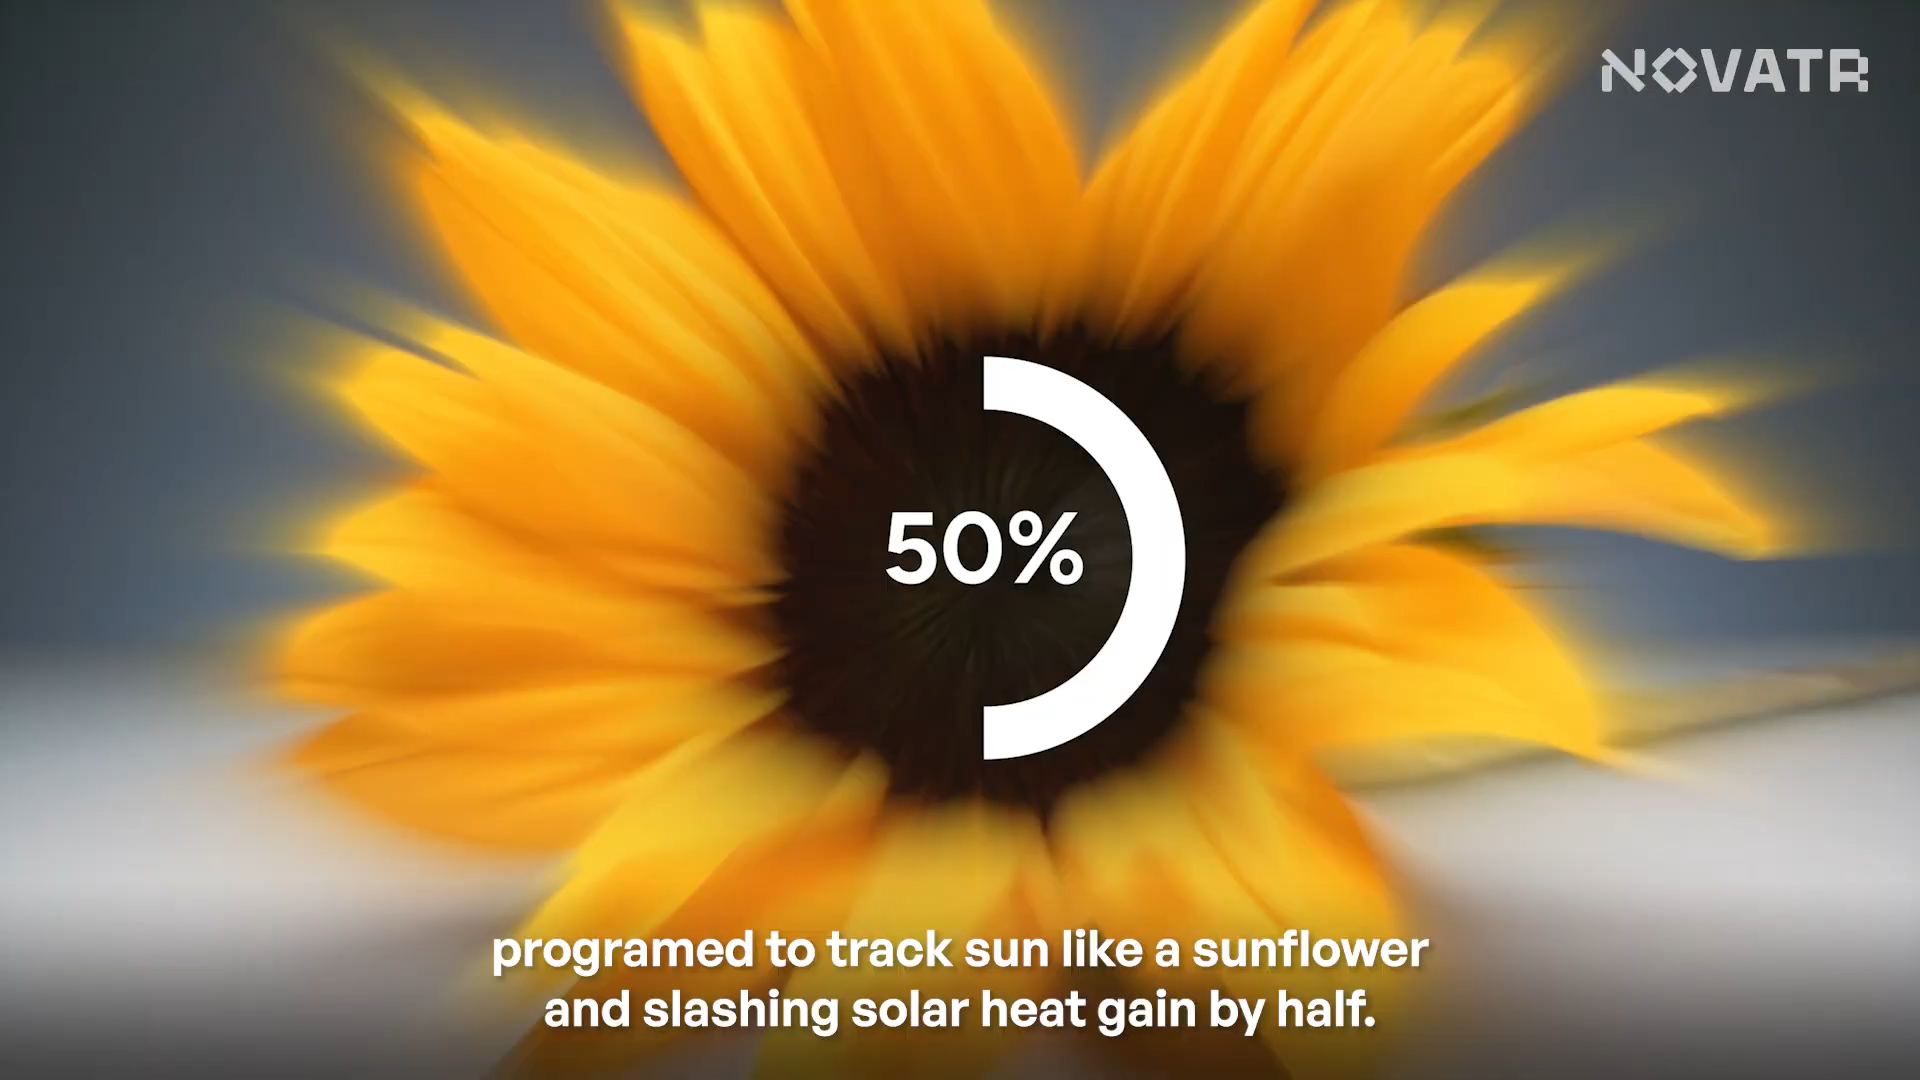 NOVATR
50%
programed to track sun like a sunflower
and slashing solar heat gain by half.